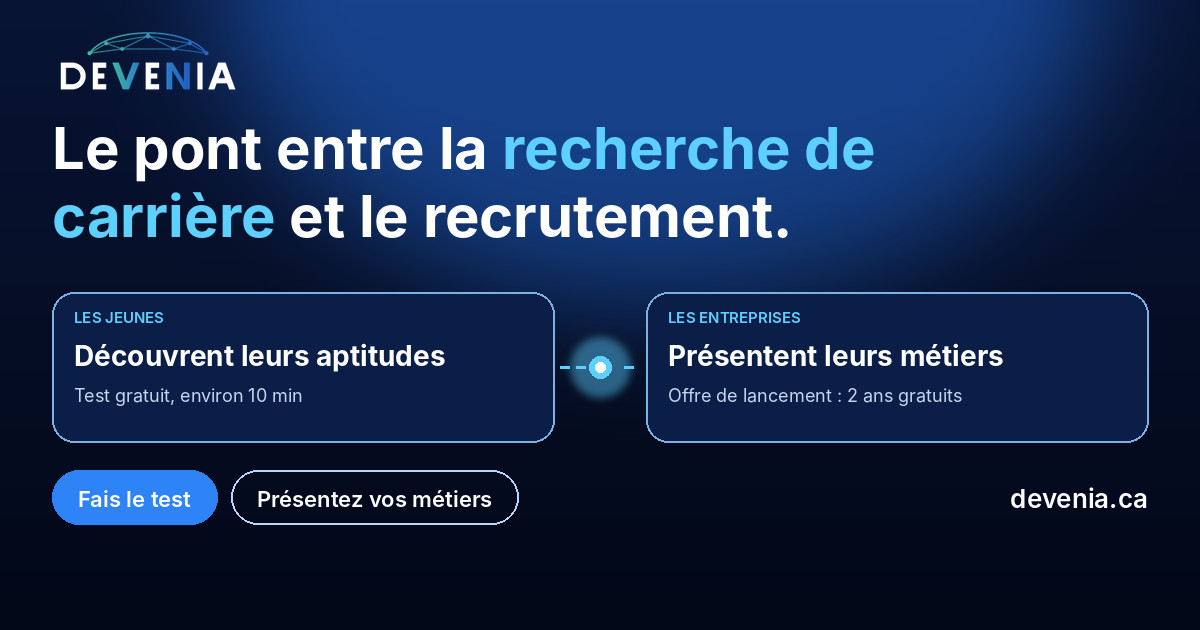 DEVENIA
Le pont entre la recherche de
carrière et le recrutement.
LES JEUNES
Découvrent leurs aptitudes
Test gratuit, environ 10 min
LES ENTREPRISES
Présentent leurs métiers
Offre de lancement : 2 ans gratuits
Fais le test
Présentez vos métiers
devenia.ca